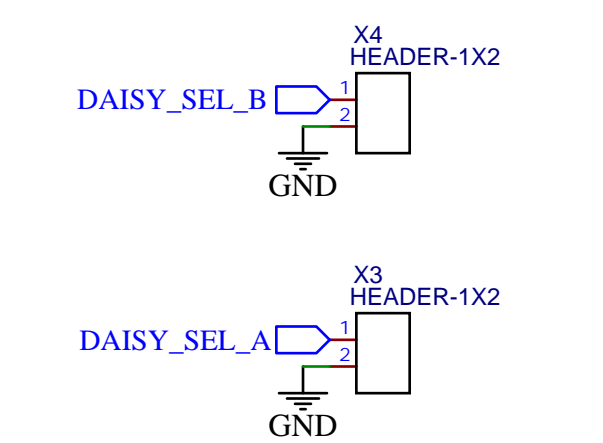 X4
HEADER-1X2
DAISY_SEL_B
1
2
GND
X3
HEADER-1X2
DAISY_SEL_A
1
2
GND